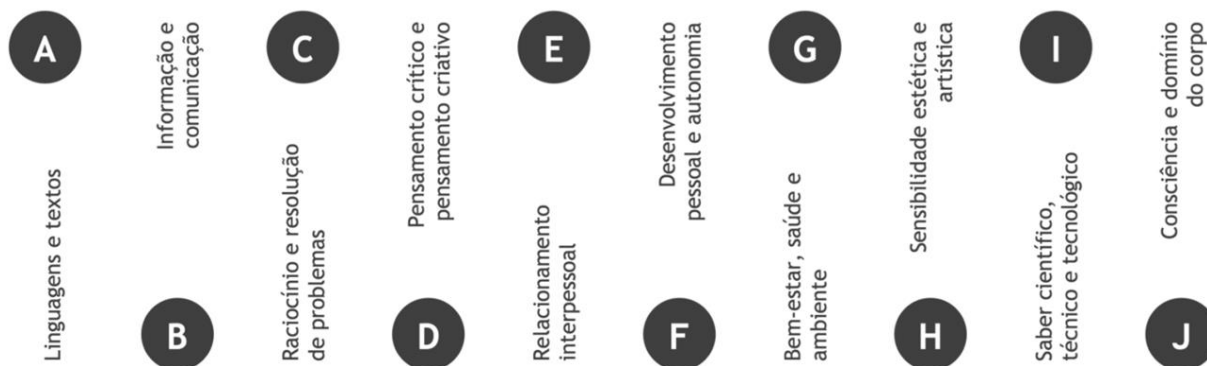 A
Linguagens e textos
Informação e
comunicação
B
C
Raciocínio e resolução
de problemas
Pensamento crítico e
pensamento criativo
D
E
Relacionamento
interpessoal
Desenvolvimento
pessoal e autonomia
F
G
Bem-estar, saúde e
ambiente
Sensibilidade estética e
artística
H
I
Saber científico,
técnico e tecnológico
Consciência e domínio
do corpo
J